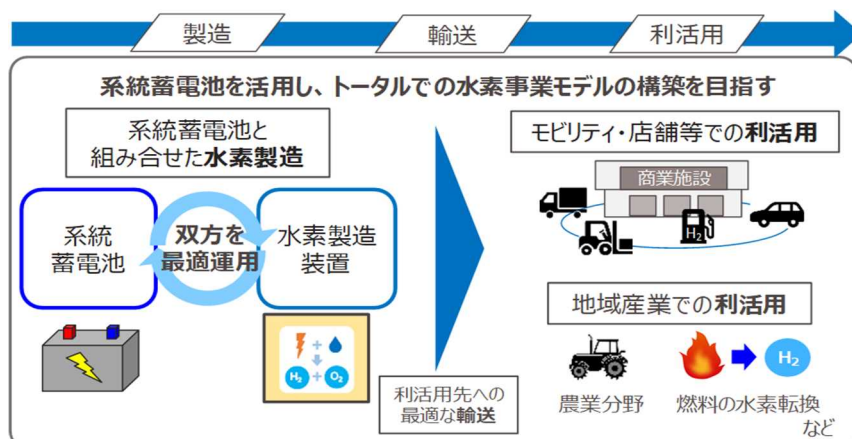 製造
輸送
利活用
系統蓄電池を活用し、トータルでの水素事業モデルの構築を目指す
系統蓄電池と
組み合せた水素製造
系統
蓄電池
双方を
最適運用
水素製造
装置
H2 + O2
利活用先への
最適な輸送
モビリティ・店舗等での利活用
商業施設
H2
地域産業での利活用
農業分野
H2
燃料の水素転換
など